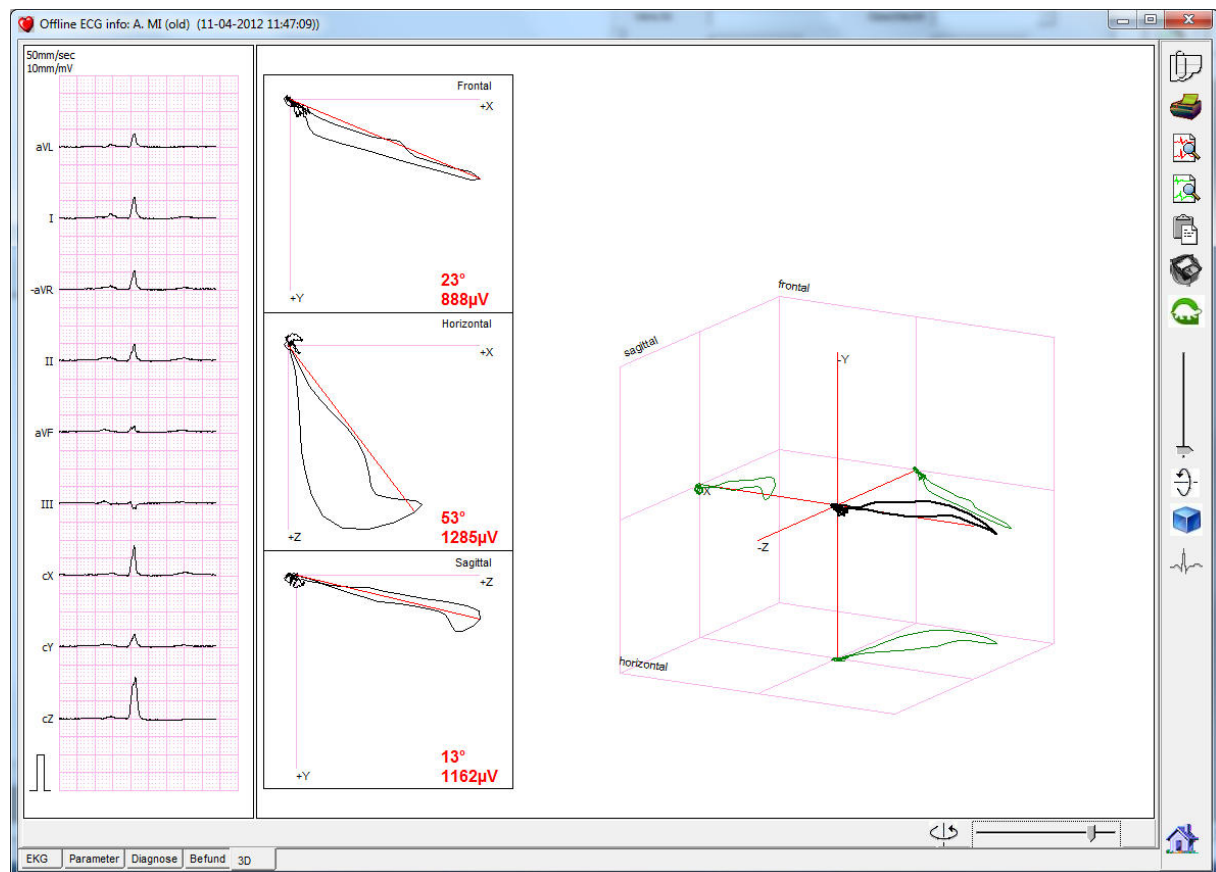 Offline ECG info: A. MI (old) (11-04-2012 11:47:09))
50mm/sec
10mm/mV
aVL
I
-aVR
II
aVF
III
cX
cY
cZ
Frontal
+X
+Y
23°
888µV
Horizontal
+X
+Z
53°
1285µV
Sagittal
+Z
+Y
13°
1162µV
frontal
sagittal
-Y
X
-Z
horizontal
EKG
Parameter
Diagnose
Befund
3D